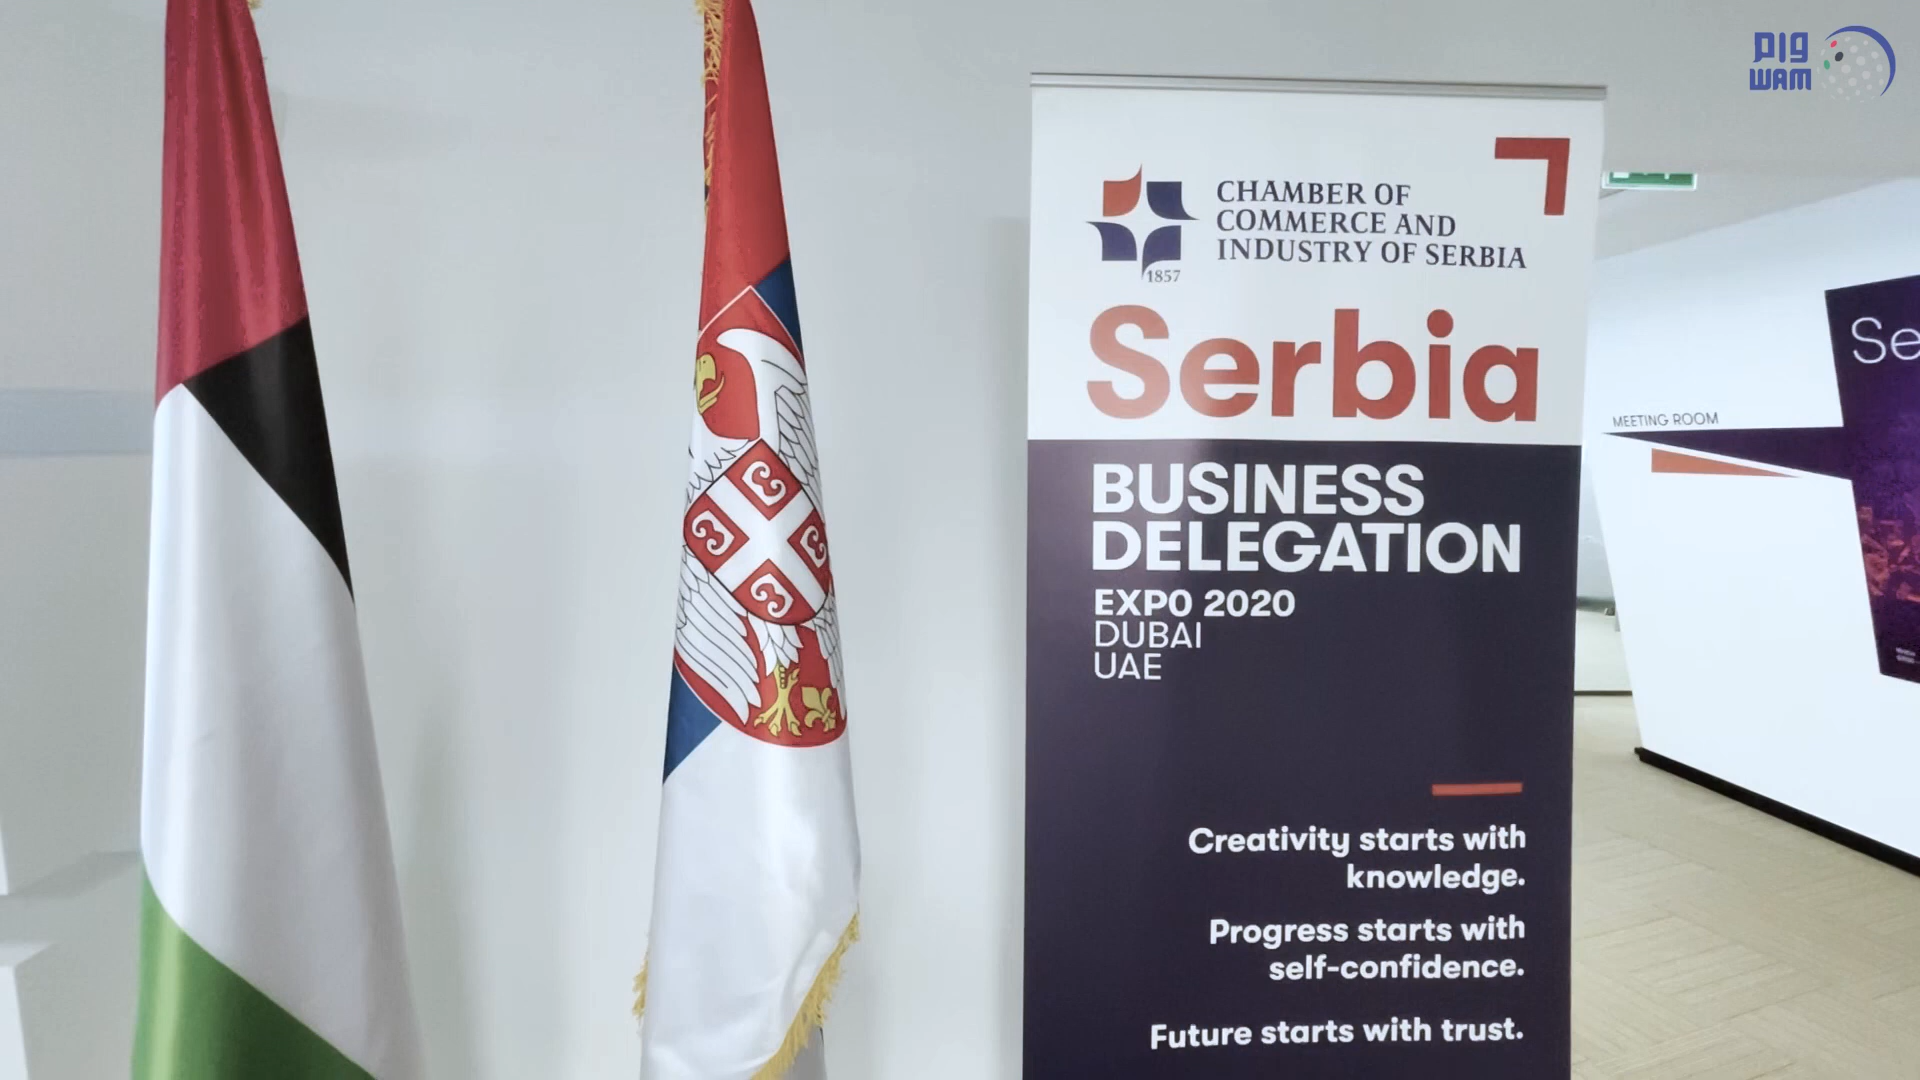 وام
WAM
CHAMBER OF
COMMERCE AND
INDUSTRY OF SERBIA
1857
Serbia
BUSINESS
DELEGATION
EXPO 2020
DUBAI
UAE
Creativity starts with
knowledge.
Progress starts with
self-confidence.
Future starts with trust.
MEETING ROOM
Se